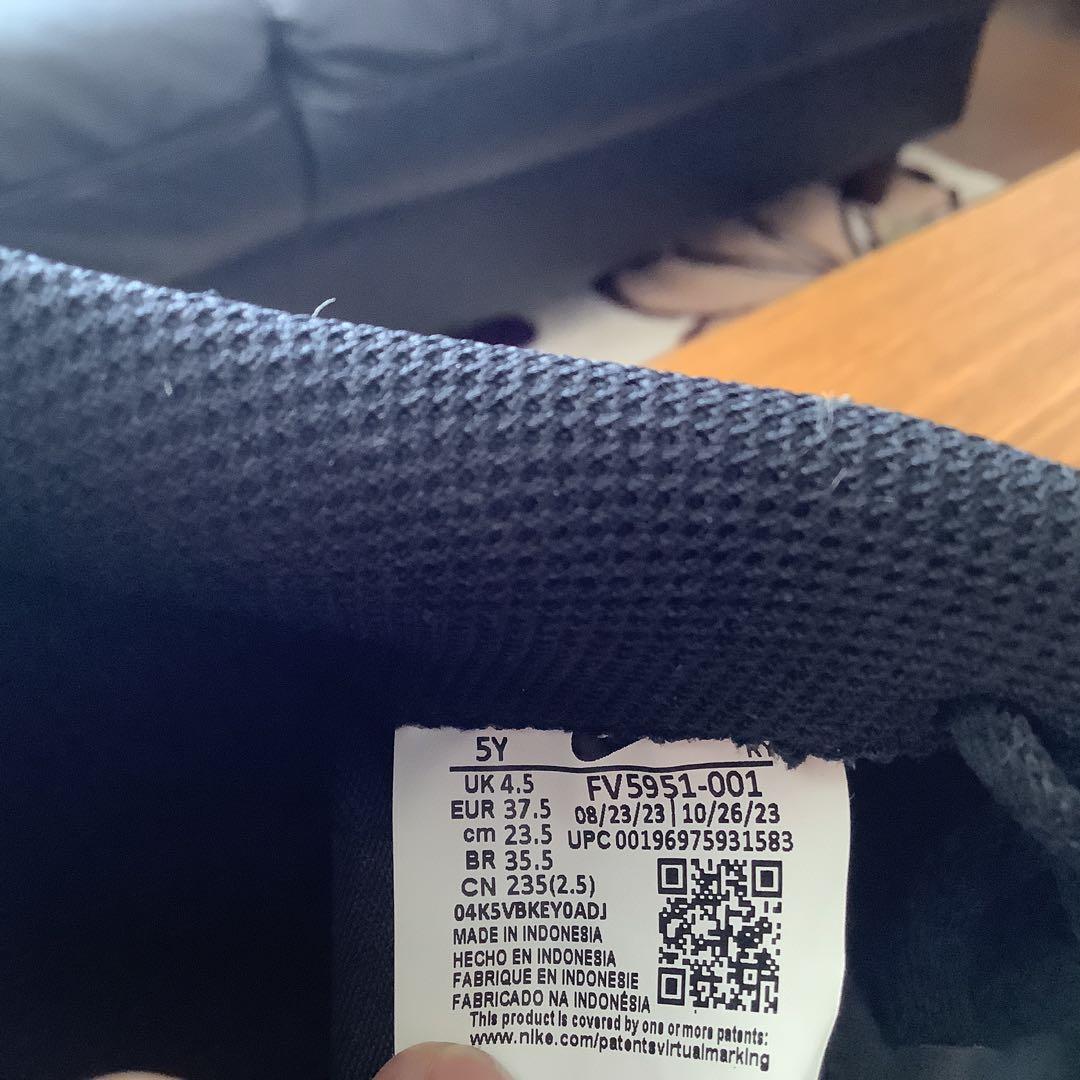 5Y RY
UK 4.5 FV5951-001
EUR 37.5 08/23/23 | 10/26/23
cm 23.5 UPC 00196975931583
BR 35.5
CN 235(2.5)
04K5VBKEY0ADJ
MADE IN INDONESIA
HECHO EN INDONESIA
FABRIQUE EN INDONESIE
FABRICADO NA INDONÉSIA
This product is covered by one or more patents:
www.nike.com/patentsvirtualmarking